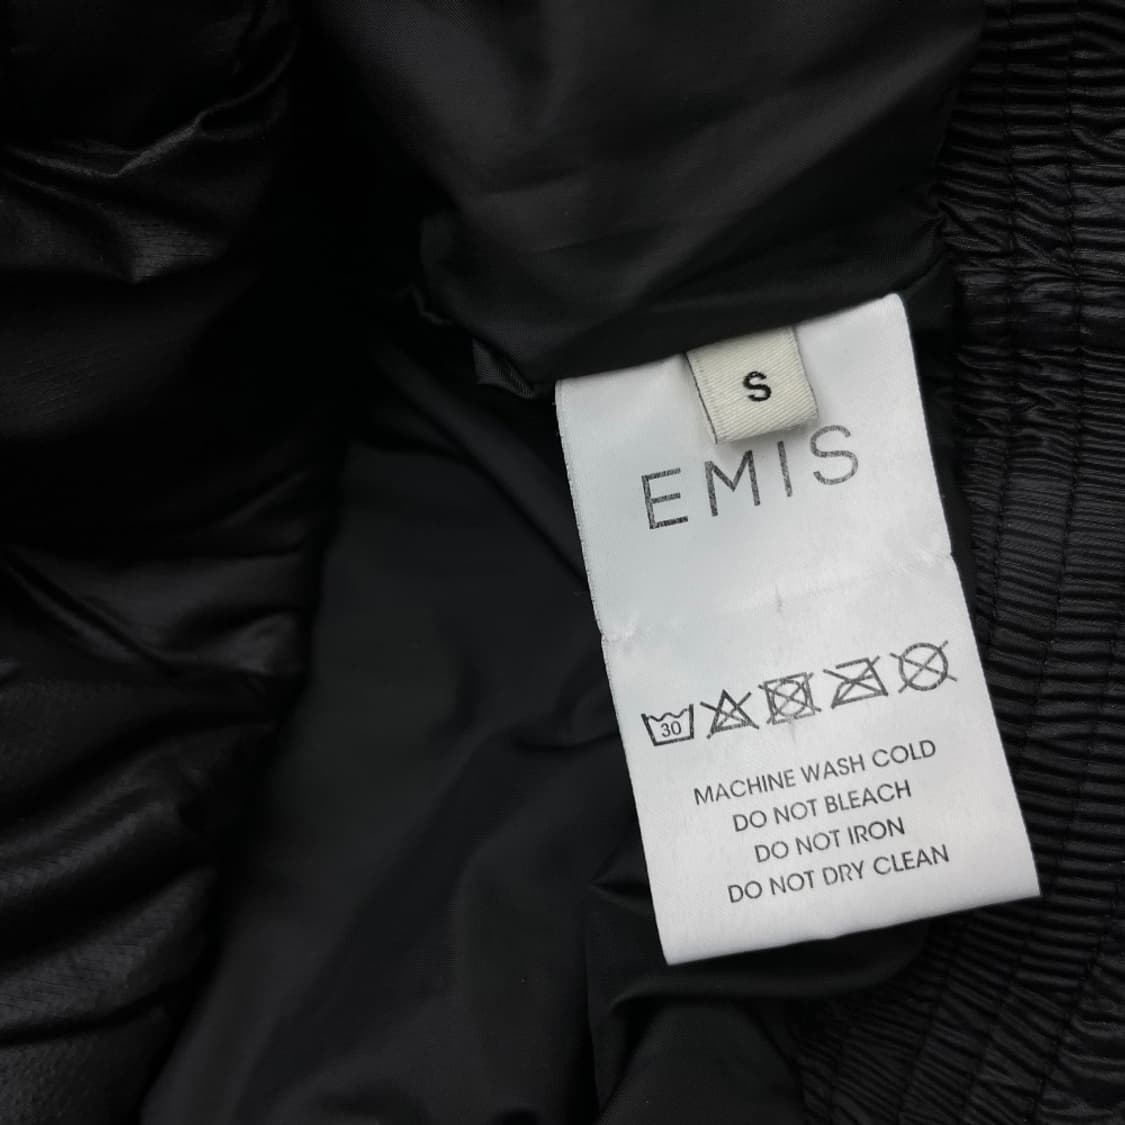 S
EMIS
30
MACHINE WASH COLD
DO NOT BLEACH
DO NOT IRON
DO NOT DRY CLEAN